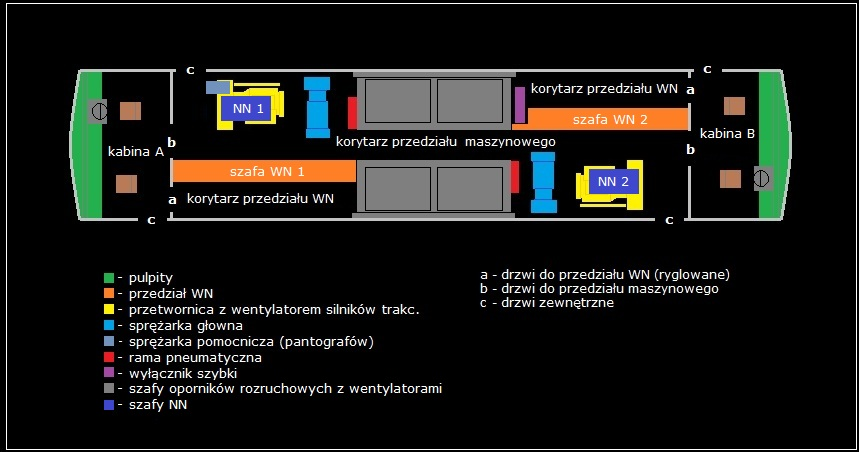 c
c
NN 1
korytarz przedziału WN
a
szafa WN 2
kabina A
b
korytarz przedziału maszynowego
kabina B
b
szafa WN 1
NN 2
a
korytarz przedziału WN
c
c
- pulpity
- przedział WN
- przetwornica z wentylatorem silników trakc.
- sprężarka głowna
- sprężarka pomocnicza (pantografów)
- rama pneumatyczna
- wyłącznik szybki
- szafy oporników rozruchowych z wentylatorami
- szafy NN
a - drzwi do przedziału WN (ryglowane)
b - drzwi do przedziału maszynowego
c - drzwi zewnętrzne